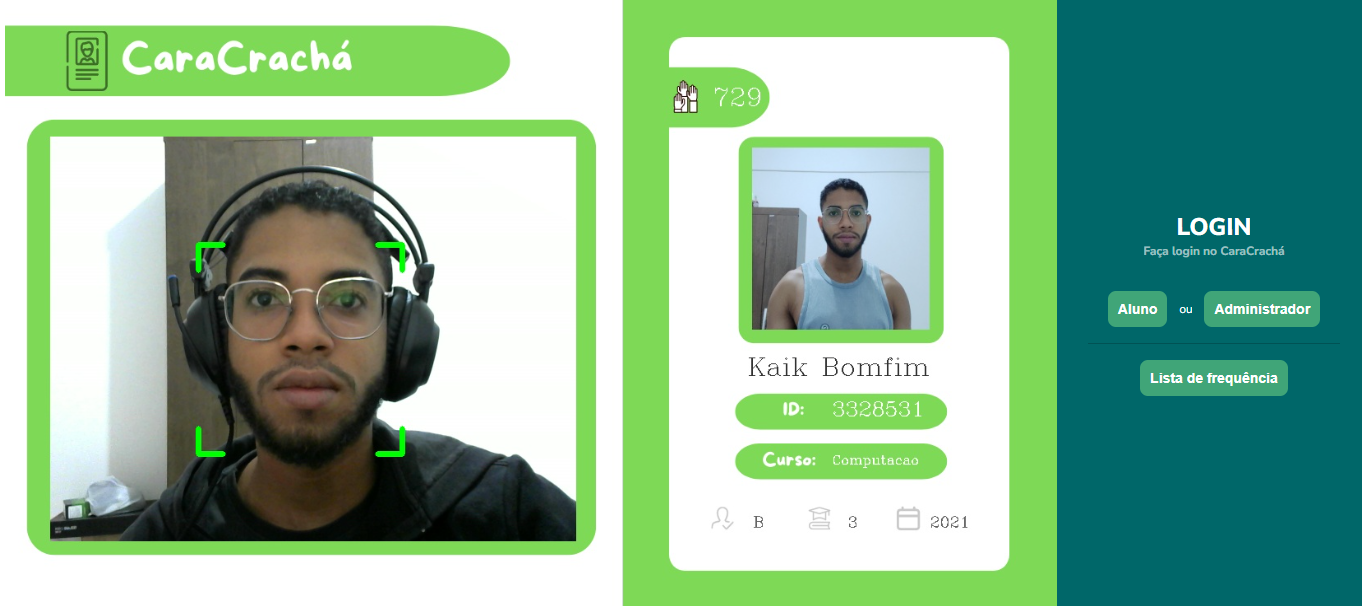 CaraCrachá
729
Kaik Bomfim
ID: 3328531
Curso: Computacao
B 3 2021
LOGIN
Faça login no CaraCrachá
Aluno ou Administrador
Lista de frequência